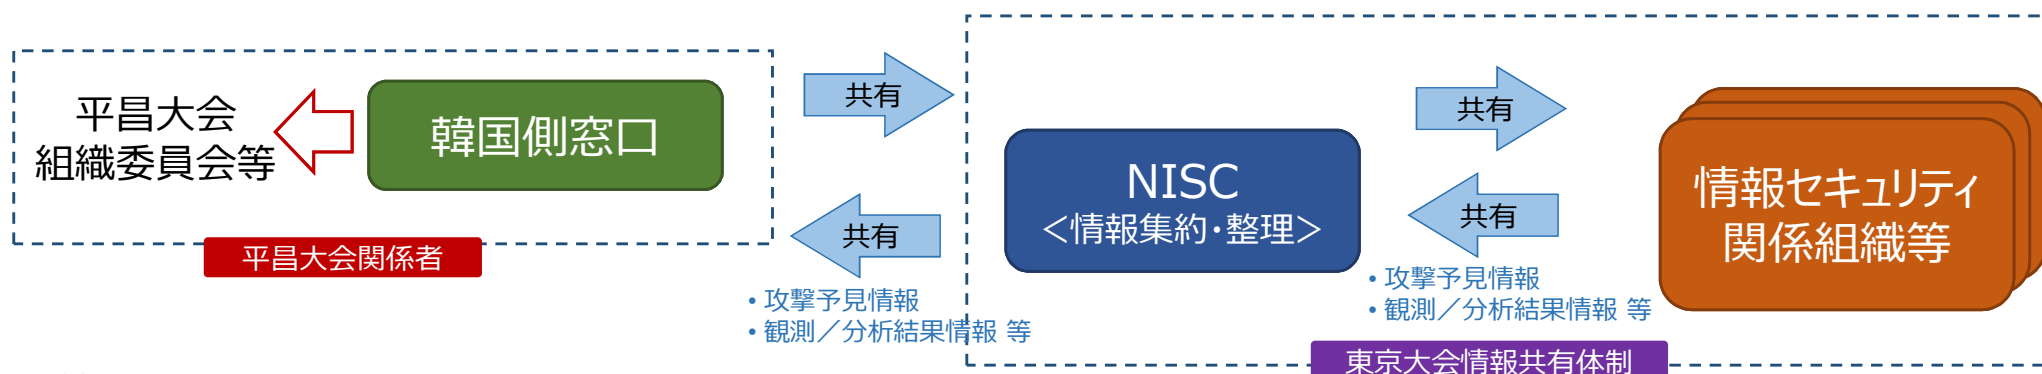 平昌大会
組織委員会等
韓国側窓口
平昌大会関係者
共有
共有
• 攻撃予見情報
• 観測／分析結果情報 等
NISC
＜情報集約・整理＞
共有
共有
• 攻撃予見情報
• 観測／分析結果情報 等
情報セキュリティ
関係組織等
東京大会情報共有体制